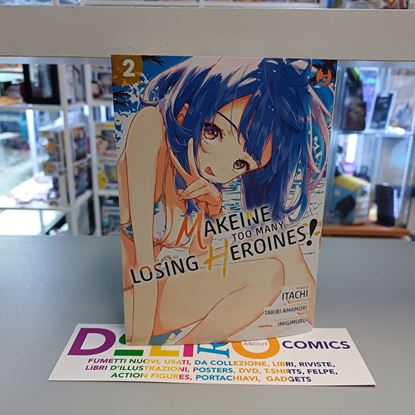 2
MAKEINE
TOO MANY
LOSING HEROINES!
ITACHI
TAKIBI AMAMORI
IMIGIMURU
DELIRO ABOUT COMICS
FUMETTI NUOVI, USATI, DA COLLEZIONE, LIBRI, RIVISTE,
LIBRI D'ILLUSTRAZIONI, POSTERS, DVD, T-SHIRTS, FELPE,
ACTION FIGURES, PORTACHIAVI, GADGETS